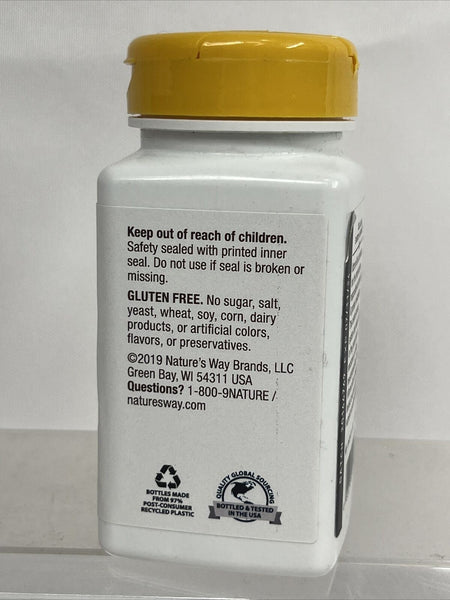 Keep out of reach of children.
Safety sealed with printed inner
seal. Do not use if seal is broken or
missing.
GLUTEN FREE. No sugar, salt,
yeast, wheat, soy, corn, dairy
products, or artificial colors,
flavors, or preservatives.
©2019 Nature's Way Brands, LLC
Green Bay, WI 54311 USA
Questions? 1-800-9NATURE /
naturesway.com
BOTTLES MADE
FROM 97%
POST-CONSUMER
RECYCLED PLASTIC
QUALITY GLOBAL SOURCING
BOTTLED & TESTED
IN THE USA